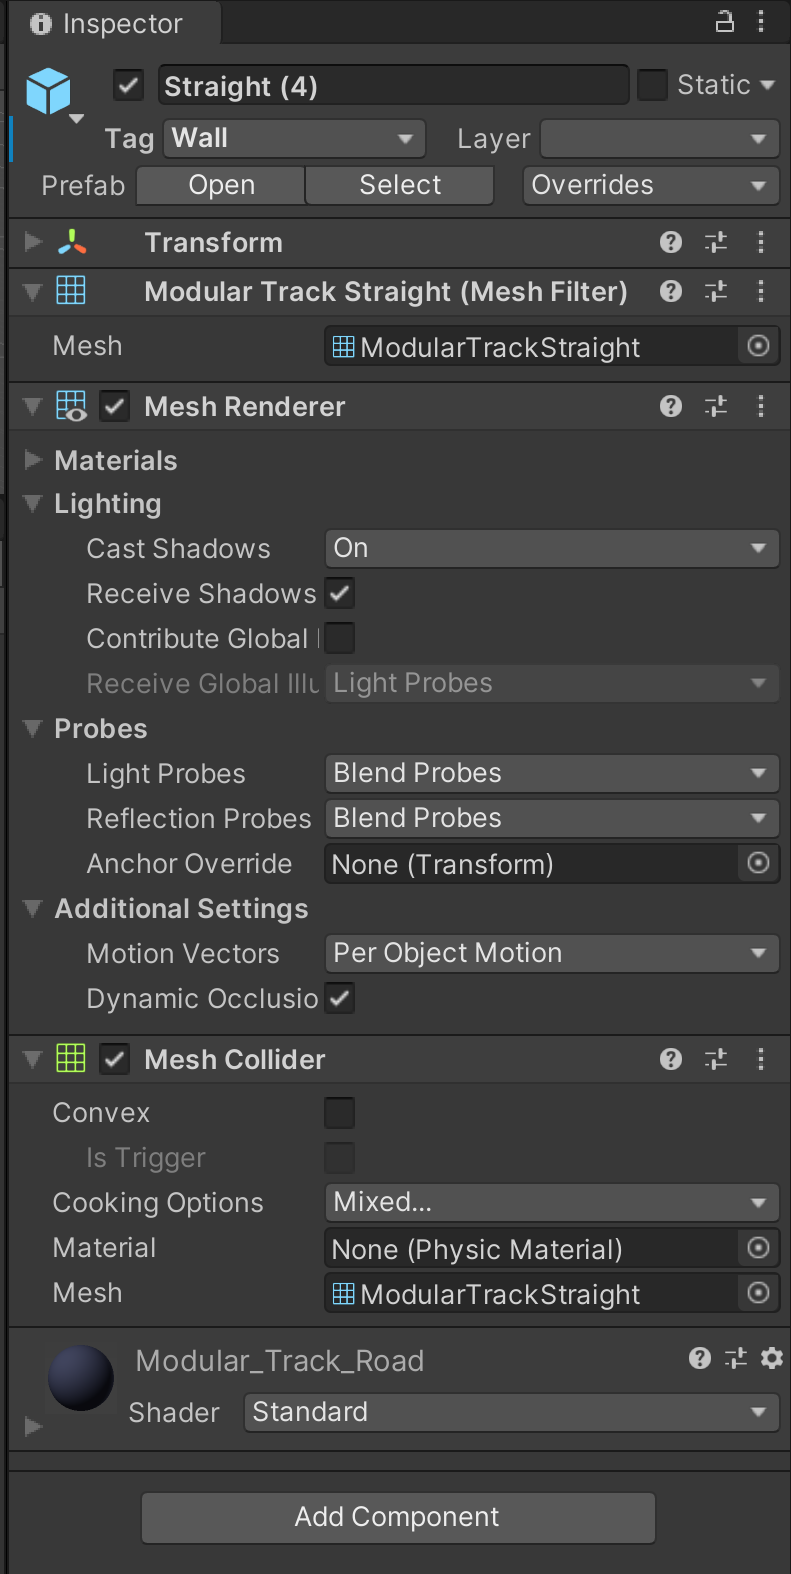 Inspector
Straight (4)
Static
Tag Wall Layer
Prefab Open Select Overrides
Transform
Modular Track Straight (Mesh Filter)
Mesh ModularTrackStraight
Mesh Renderer
Materials
Lighting
Cast Shadows On
Receive Shadows
Contribute Global
Receive Global Illu Light Probes
Probes
Light Probes Blend Probes
Reflection Probes Blend Probes
Anchor Override None (Transform)
Additional Settings
Motion Vectors Per Object Motion
Dynamic Occlusio
Mesh Collider
Convex
Is Trigger
Cooking Options Mixed...
Material None (Physic Material)
Mesh ModularTrackStraight
Modular_Track_Road
Shader Standard
Add Component